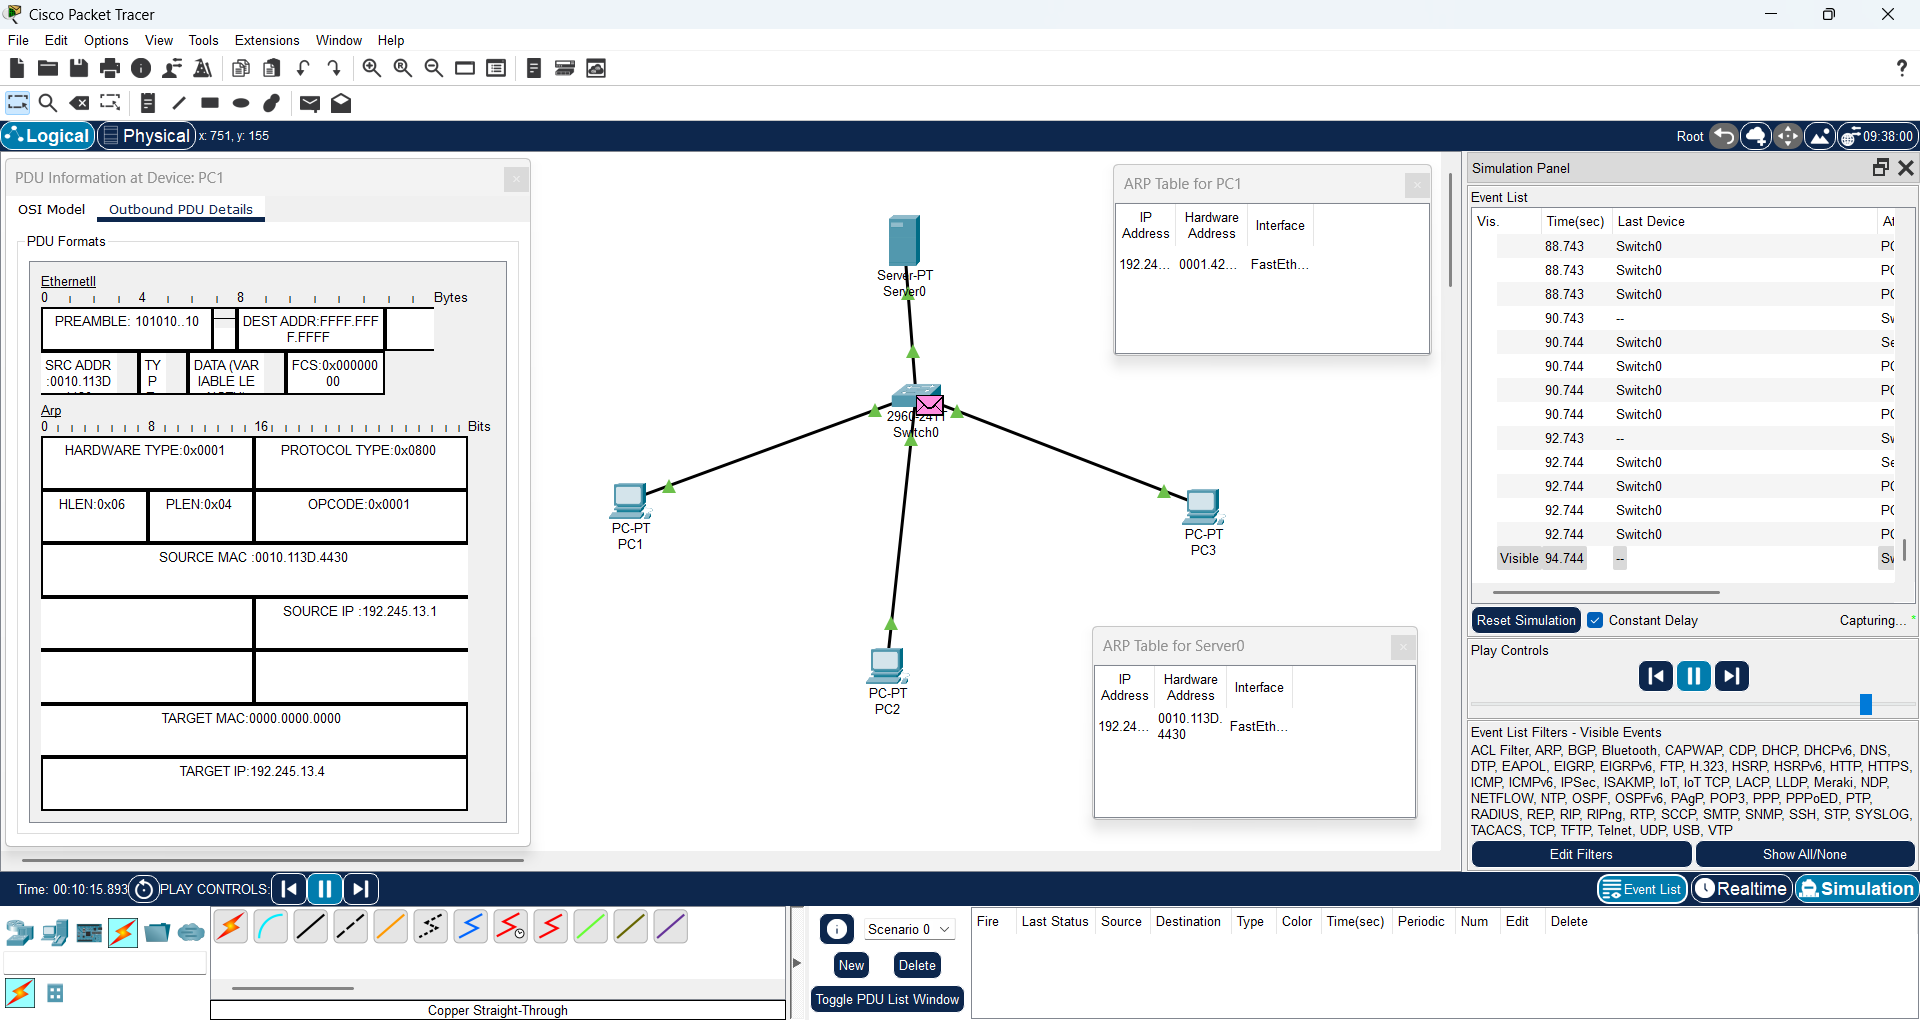 Cisco Packet Tracer
File Edit Options View Tools Extensions Window Help
Logical Physical x: 751, y: 155
Root 09:38:00
PDU Information at Device: PC1
OSI Model Outbound PDU Details
PDU Formats
EthernetII
0 4 8 Bytes
PREAMBLE: 101010..10
DEST ADDR:FFFF.FFF
F.FFFF
SRC ADDR
:0010.113D
TY
P
DATA (VAR
IABLE LE
FCS:0x000000
00
Arp
0 8 16 Bits
HARDWARE TYPE:0x0001 PROTOCOL TYPE:0x0800
HLEN:0x06 PLEN:0x04 OPCODE:0x0001
SOURCE MAC :0010.113D.4430
SOURCE IP :192.245.13.1
TARGET MAC:0000.0000.0000
TARGET IP:192.245.13.4
Server-PT
Server0
Switch0
PC-PT
PC1
PC-PT
PC2
PC-PT
PC3
ARP Table for PC1
IP
Address
Hardware
Address
Interface
192.24... 0001.42... FastEth...
ARP Table for Server0
IP
Address
Hardware
Address
Interface
192.24...
0010.113D.
4430
FastEth...
Simulation Panel
Event List
Vis. Time(sec) Last Device At
88.743 Switch0 PC
88.743 Switch0 PC
88.743 Switch0 PC
90.743 -- Sw
90.744 Switch0 Se
90.744 Switch0 PC
90.744 Switch0 PC
90.744 Switch0 PC
92.743 -- Sw
92.744 Switch0 Se
92.744 Switch0 PC
92.744 Switch0 PC
92.744 Switch0 PC
Visible 94.744 -- Sw
Reset Simulation Constant Delay Capturing...
Play Controls
Event List Filters - Visible Events
ACL Filter, ARP, BGP, Bluetooth, CAPWAP, CDP, DHCP, DHCPv6, DNS,
DTP, EAPOL, EIGRP, EIGRPv6, FTP, H.323, HSRP, HSRPv6, HTTP, HTTPS,
ICMP, ICMPv6, IPSec, ISAKMP, IoT, IoT TCP, LACP, LLDP, Meraki, NDP,
NETFLOW, NTP, OSPF, OSPFv6, PAgP, POP3, PPP, PPPoED, PTP,
RADIUS, REP, RIP, RIPng, RTP, SCCP, SMTP, SNMP, SSH, STP, SYSLOG,
TACACS, TCP, TFTP, Telnet, UDP, USB, VTP
Edit Filters Show All/None
Time: 00:10:15.893 PLAY CONTROLS:
Event List Realtime Simulation
Copper Straight-Through
Scenario 0
New Delete
Toggle PDU List Window
Fire Last Status Source Destination Type Color Time(sec) Periodic Num Edit Delete